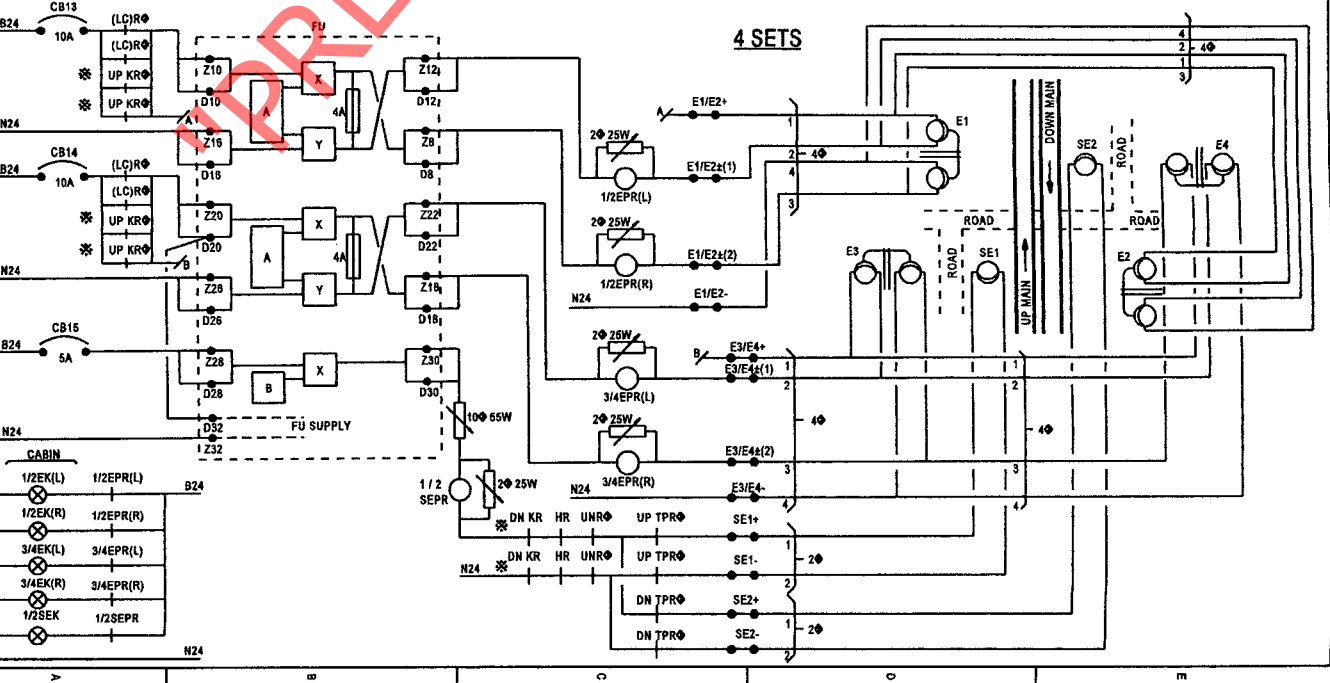 CB13
B24
10A
(LC)R◆
(LC)R◆
※ UP KR◆
※ UP KR◆
A
N24
CB14
B24
10A
(LC)R◆
(LC)R◆
※ UP KR◆
※ UP KR◆
B
N24
CB15
B24
5A
N24
CABIN
1/2EK(L) 1/2EPR(L)
B24
1/2EK(R) 1/2EPR(R)
3/4EK(L) 3/4EPR(L)
3/4EK(R) 3/4EPR(R)
1/2SEK 1/2SEPR
N24
FU
"PRE
Z10
D10
Z16
D16
A
X
Y
4A
Z12
D12
Z8
D8
Z20
D20
Z26
D26
A
X
Y
4A
Z22
D22
Z18
D18
Z28
D28
B
X
Z30
D30
D32
Z32
FU SUPPLY
10◆ 55W
1 / 2
SEPR
2◆ 25W
4 SETS
2◆ 25W
1/2EPR(L)
2◆ 25W
1/2EPR(R)
N24
2◆ 25W
3/4EPR(L)
2◆ 25W
3/4EPR(R)
N24
A
E1/E2+
E1/E2±(1)
E1/E2±(2)
E1/E2-
1
2
4
3
4◆
B
E3/E4+
E3/E4±(1)
E3/E4±(2)
E3/E4-
1
2
3
4
4◆
※ DN KR HR UNR◆ UP TPR◆ SE1+
※ DN KR HR UNR◆ UP TPR◆ SE1-
N24
1
2
2◆
DN TPR◆ SE2+
DN TPR◆ SE2-
1
2
2◆
4
2
1
3
4◆
E1
DOWN MAIN
UP MAIN
SE2
ROAD
E4
ROAD
ROAD
ROAD
E3
SE1
E2
1
2
3
4
4◆
A
B
C
D
E